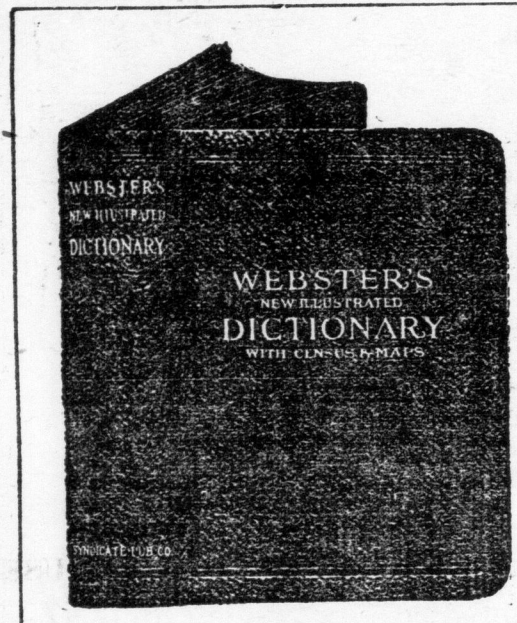 WEBSTER'S
NEW ILLUSTRATED
DICTIONARY
WEBSTER'S
NEW ILLUSTRATED
DICTIONARY
WITH CENSUS & MAPS
SYNDICATE PUB. CO.